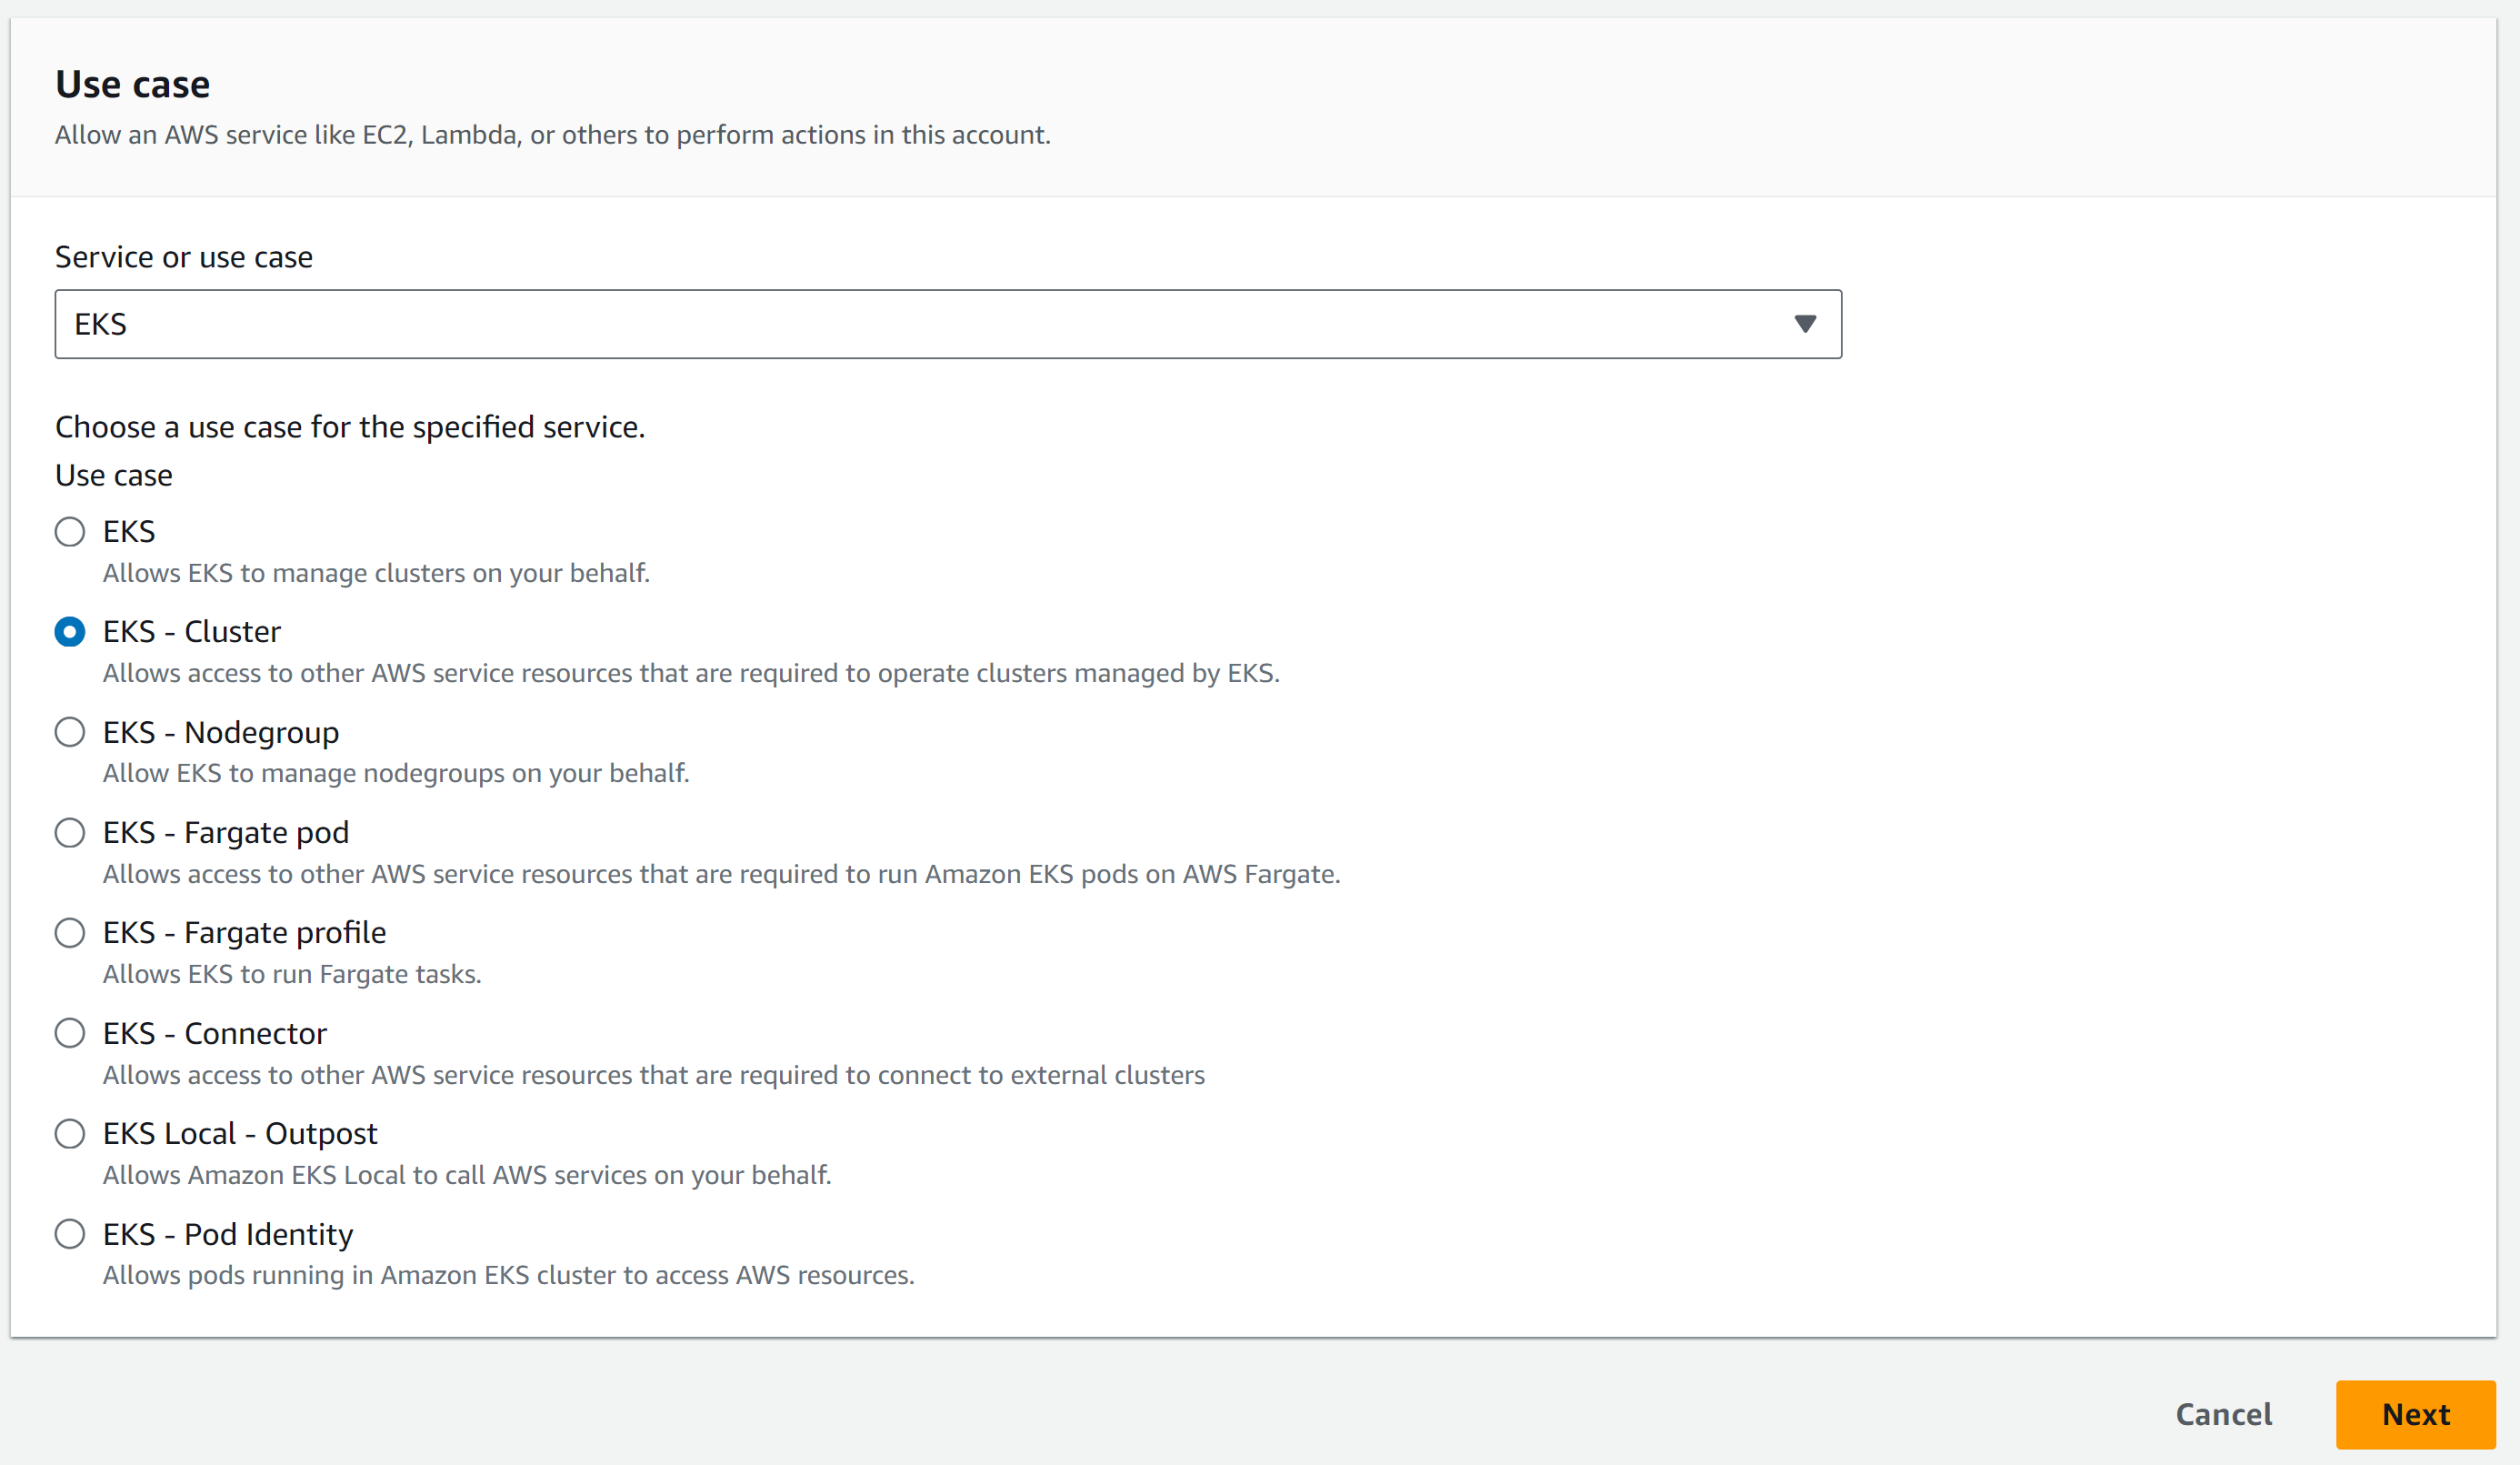 Use case
Allow an AWS service like EC2, Lambda, or others to perform actions in this account.
Service or use case
EKS
Choose a use case for the specified service.
Use case
EKS
Allows EKS to manage clusters on your behalf.
EKS - Cluster
Allows access to other AWS service resources that are required to operate clusters managed by EKS.
EKS - Nodegroup
Allow EKS to manage nodegroups on your behalf.
EKS - Fargate pod
Allows access to other AWS service resources that are required to run Amazon EKS pods on AWS Fargate.
EKS - Fargate profile
Allows EKS to run Fargate tasks.
EKS - Connector
Allows access to other AWS service resources that are required to connect to external clusters
EKS Local - Outpost
Allows Amazon EKS Local to call AWS services on your behalf.
EKS - Pod Identity
Allows pods running in Amazon EKS cluster to access AWS resources.
Cancel
Next